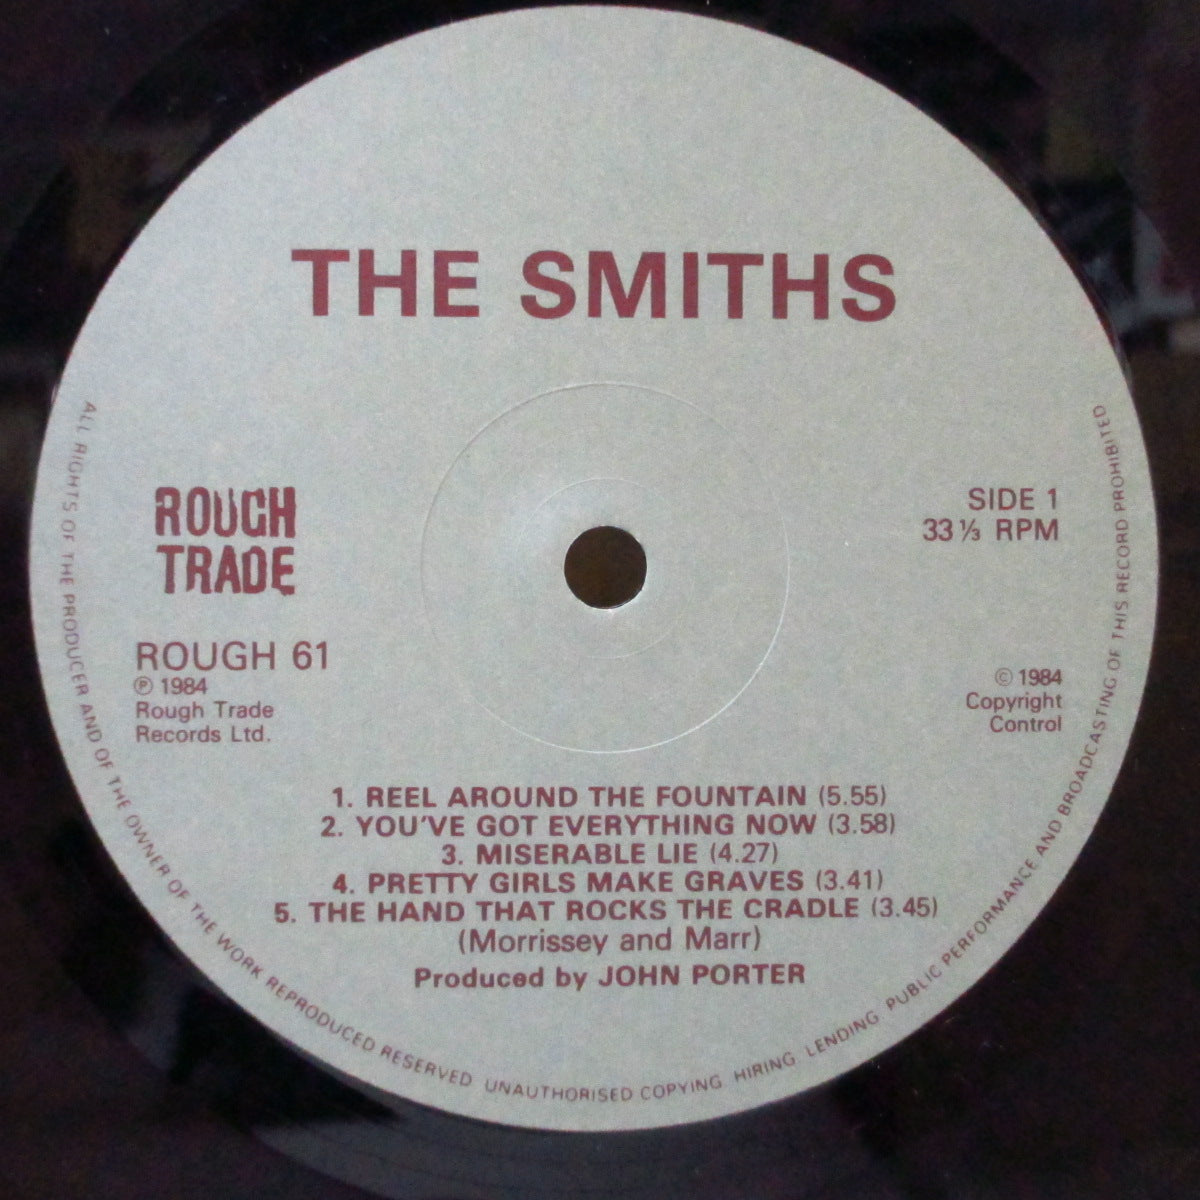 THE SMITHS
ROUGH
TRADE
ROUGH 61
℗ 1984
Rough Trade
Records Ltd.
SIDE 1
33 ⅓ RPM
© 1984
Copyright
Control
1. REEL AROUND THE FOUNTAIN (5.55)
2. YOU'VE GOT EVERYTHING NOW (3.58)
3. MISERABLE LIE (4.27)
4. PRETTY GIRLS MAKE GRAVES (3.41)
5. THE HAND THAT ROCKS THE CRADLE (3.45)
(Morrissey and Marr)
Produced by JOHN PORTER
ALL RIGHTS OF THE PRODUCER AND OF THE OWNER OF THE WORK REPRODUCED RESERVED UNAUTHORISED COPYING HIRING LENDING PUBLIC PERFORMANCE AND BROADCASTING OF THIS RECORD PROHIBITED